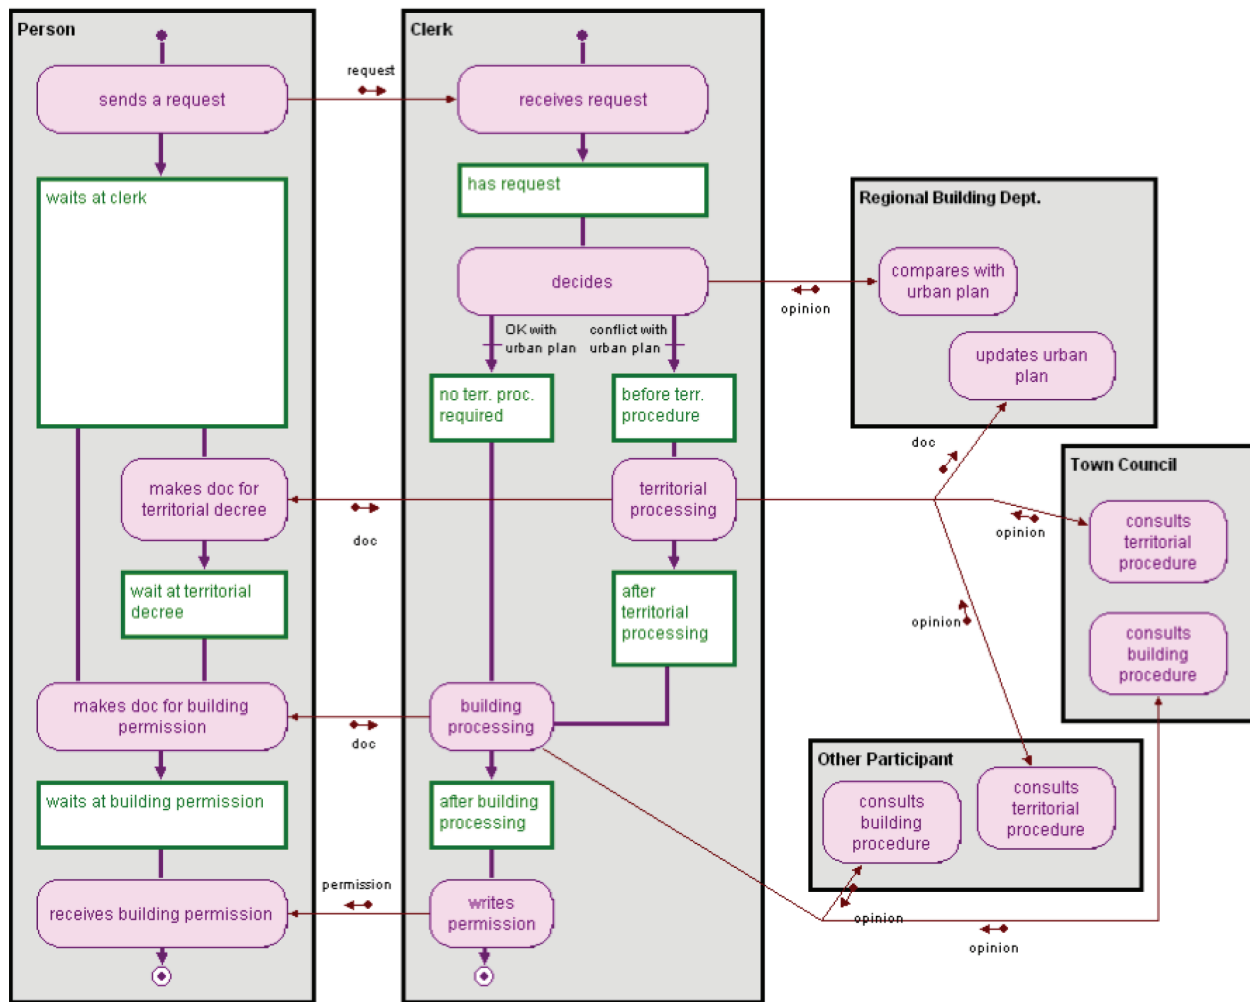 Person
sends a request
waits at clerk
makes doc for
territorial decree
wait at territorial
decree
makes doc for building
permission
waits at building permission
receives building permission
request
doc
doc
permission
Clerk
receives request
has request
decides
OK with
urban plan
conflict with
urban plan
no terr. proc.
required
before terr.
procedure
territorial
processing
after
territorial
processing
building
processing
after building
processing
writes
permission
opinion
Regional Building Dept.
compares with
urban plan
updates urban
plan
doc
opinion
opinion
Town Council
consults
territorial
procedure
consults
building
procedure
Other Participant
consults
building
procedure
consults
territorial
procedure
opinion
opinion